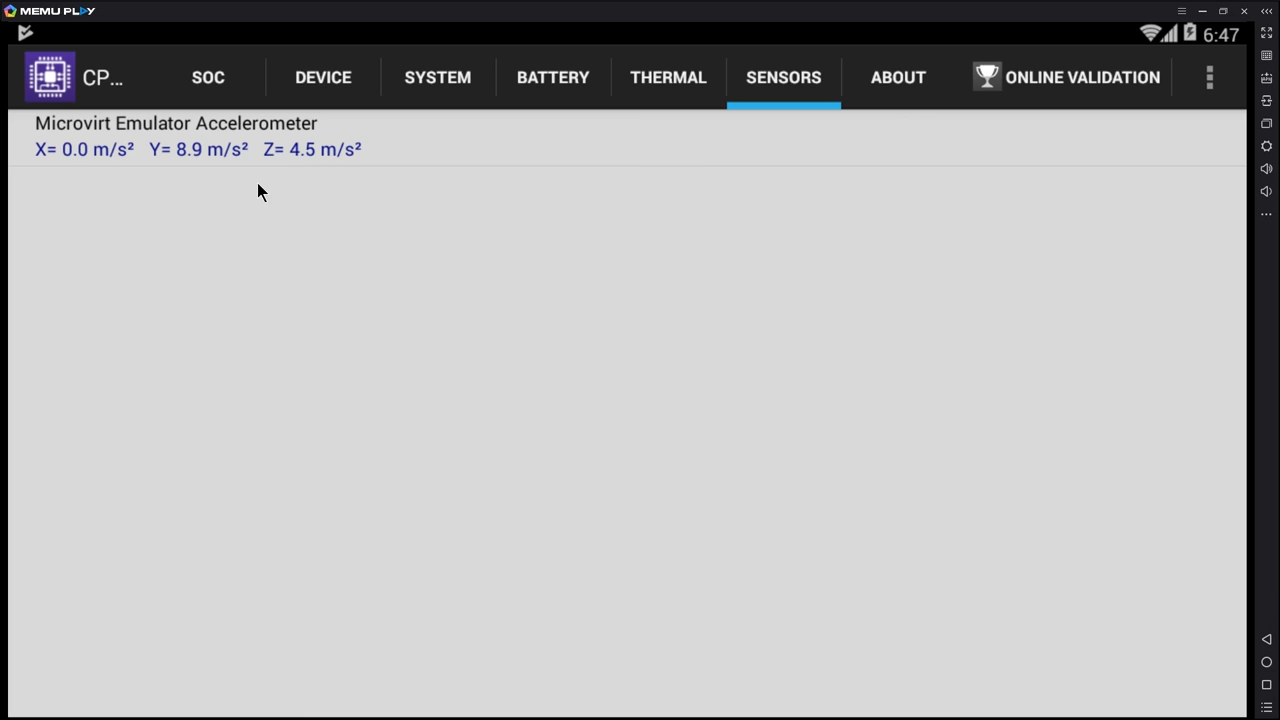 MEMU PLAY
6:47
CP... SOC DEVICE SYSTEM BATTERY THERMAL SENSORS ABOUT ONLINE VALIDATION
Microvirt Emulator Accelerometer
X= 0.0 m/s² Y= 8.9 m/s² Z= 4.5 m/s²